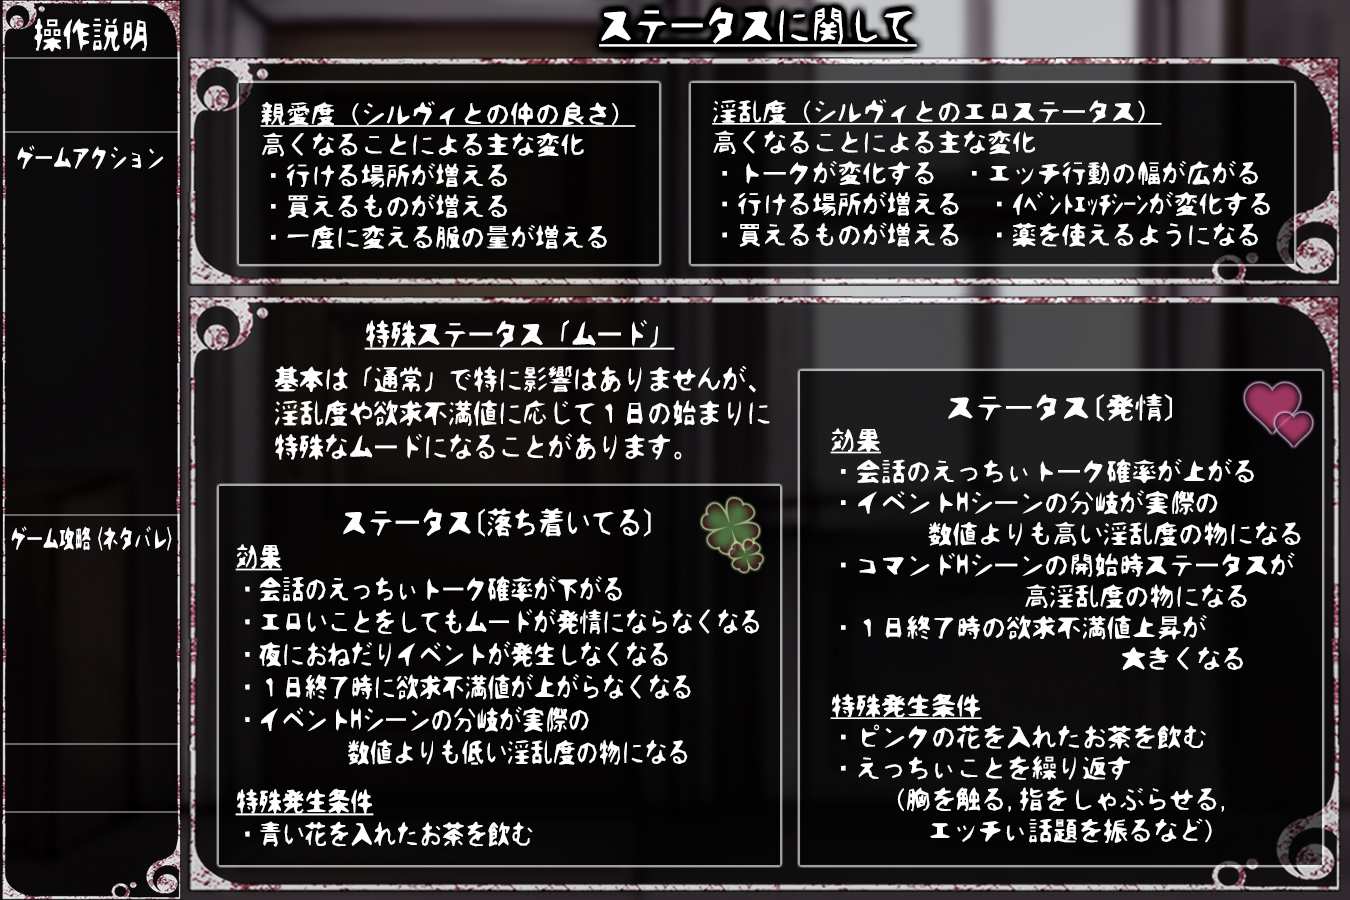 操作説明
ゲームアクション
ゲーム攻略(ネタバレ)
ステータスに関して
親愛度（シルヴィとの仲の良さ）
高くなることによる主な変化
・行ける場所が増える
・買えるものが増える
・一度に変える服の量が増える
淫乱度（シルヴィとのエロステータス）
高くなることによる主な変化
・トークが変化する　・エッチ行動の幅が広がる
・行ける場所が増える　・ｲﾍﾞﾝﾄｴｯﾁｼｰﾝが変化する
・買えるものが増える　・薬を使えるようになる
特殊ステータス「ムード」
基本は「通常」で特に影響はありませんが、
淫乱度や欲求不満値に応じて１日の始まりに
特殊なムードになることがあります。
ステータス〔落ち着いてる〕
効果
・会話のえっちぃトーク確率が下がる
・エロいことをしてもムードが発情にならなくなる
・夜におねだりイベントが発生しなくなる
・１日終了時に欲求不満値が上がらなくなる
・イベントHシーンの分岐が実際の
数値よりも低い淫乱度の物になる
特殊発生条件
・青い花を入れたお茶を飲む
ステータス〔発情〕
効果
・会話のえっちぃトーク確率が上がる
・イベントHシーンの分岐が実際の
数値よりも高い淫乱度の物になる
・コマンドHシーンの開始時ステータスが
高淫乱度の物になる
・１日終了時の欲求不満値上昇が
大きくなる
特殊発生条件
・ピンクの花を入れたお茶を飲む
・えっちぃことを繰り返す
（胸を触る,指をしゃぶらせる,
エッチぃ話題を振るなど）